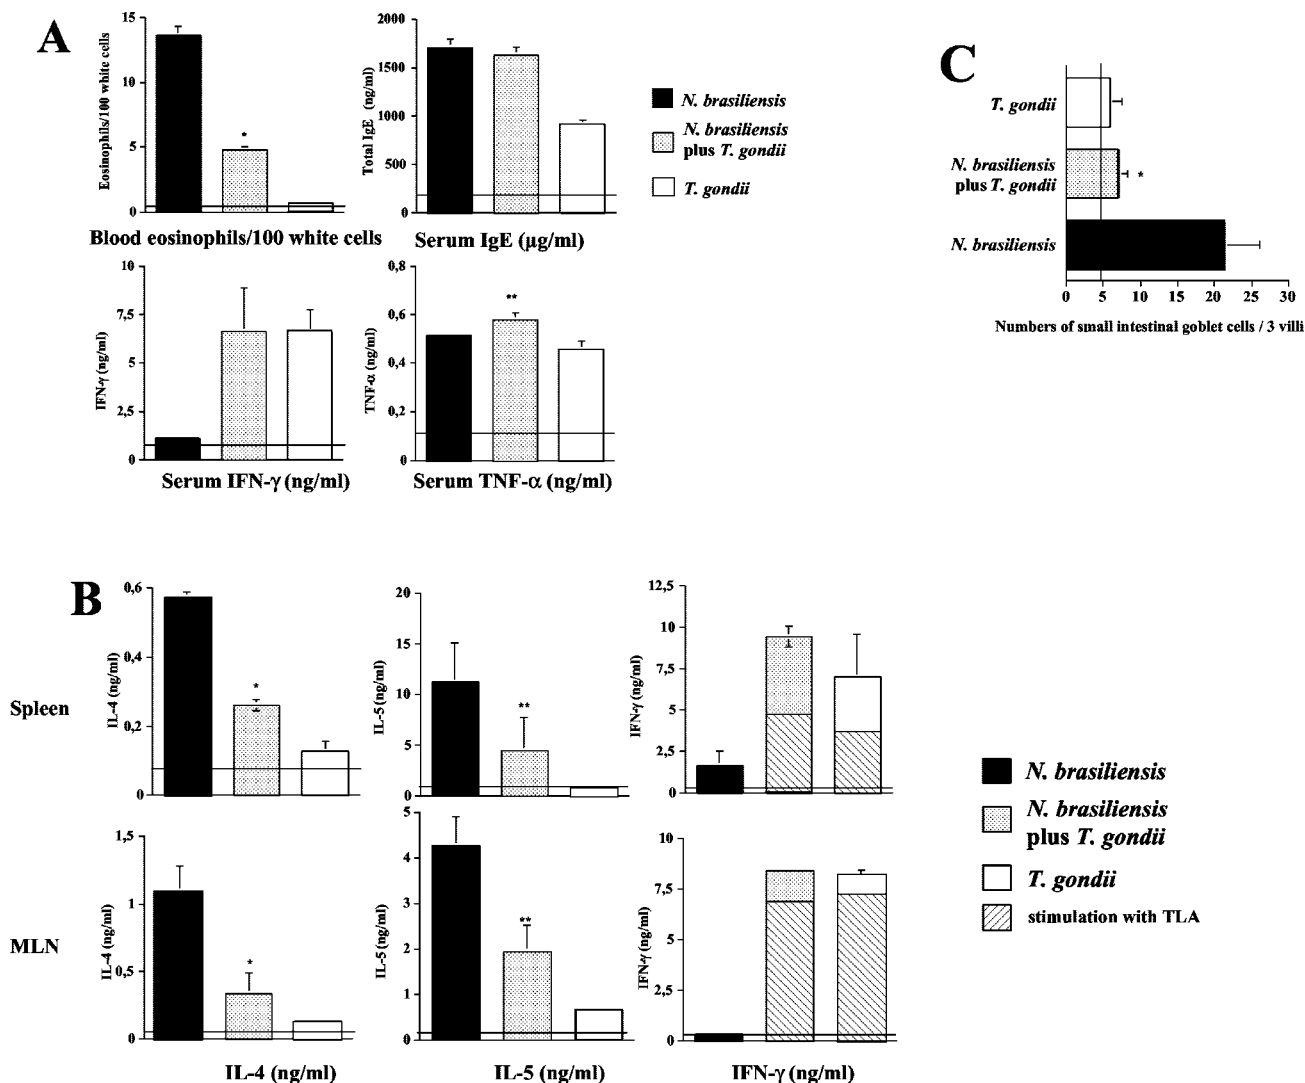 A
Eosinophils/100 white cells
15
10
5
0
*
Blood eosinophils/100 white cells
Total IgE (ng/ml)
2000
1500
1000
500
0
Serum IgE (µg/ml)
N. brasiliensis
N. brasiliensis
plus T. gondii
T. gondii
IFN-γ (ng/ml)
10
7,5
5
2,5
0
Serum IFN-γ (ng/ml)
TNF-α (ng/ml)
0,8
0,6
0,4
0,2
0
**
Serum TNF-α (ng/ml)
C
T. gondii
N. brasiliensis
plus T. gondii
*
N. brasiliensis
0 5 10 15 20 25 30
Numbers of small intestinal goblet cells / 3 villi
B
Spleen
IL-4 (ng/ml)
0,6
0,4
0,2
0
*
IL-5 (ng/ml)
20
15
10
5
0
**
IFN-γ (ng/ml)
12,5
10
7,5
5
2,5
0
MLN
IL-4 (ng/ml)
1,5
1
0,5
0
*
IL-4 (ng/ml)
IL-5 (ng/ml)
5
4
3
2
1
0
**
IL-5 (ng/ml)
IFN-γ (ng/ml)
10
7,5
5
2,5
0
IFN-γ (ng/ml)
N. brasiliensis
N. brasiliensis
plus T. gondii
T. gondii
stimulation with TLA